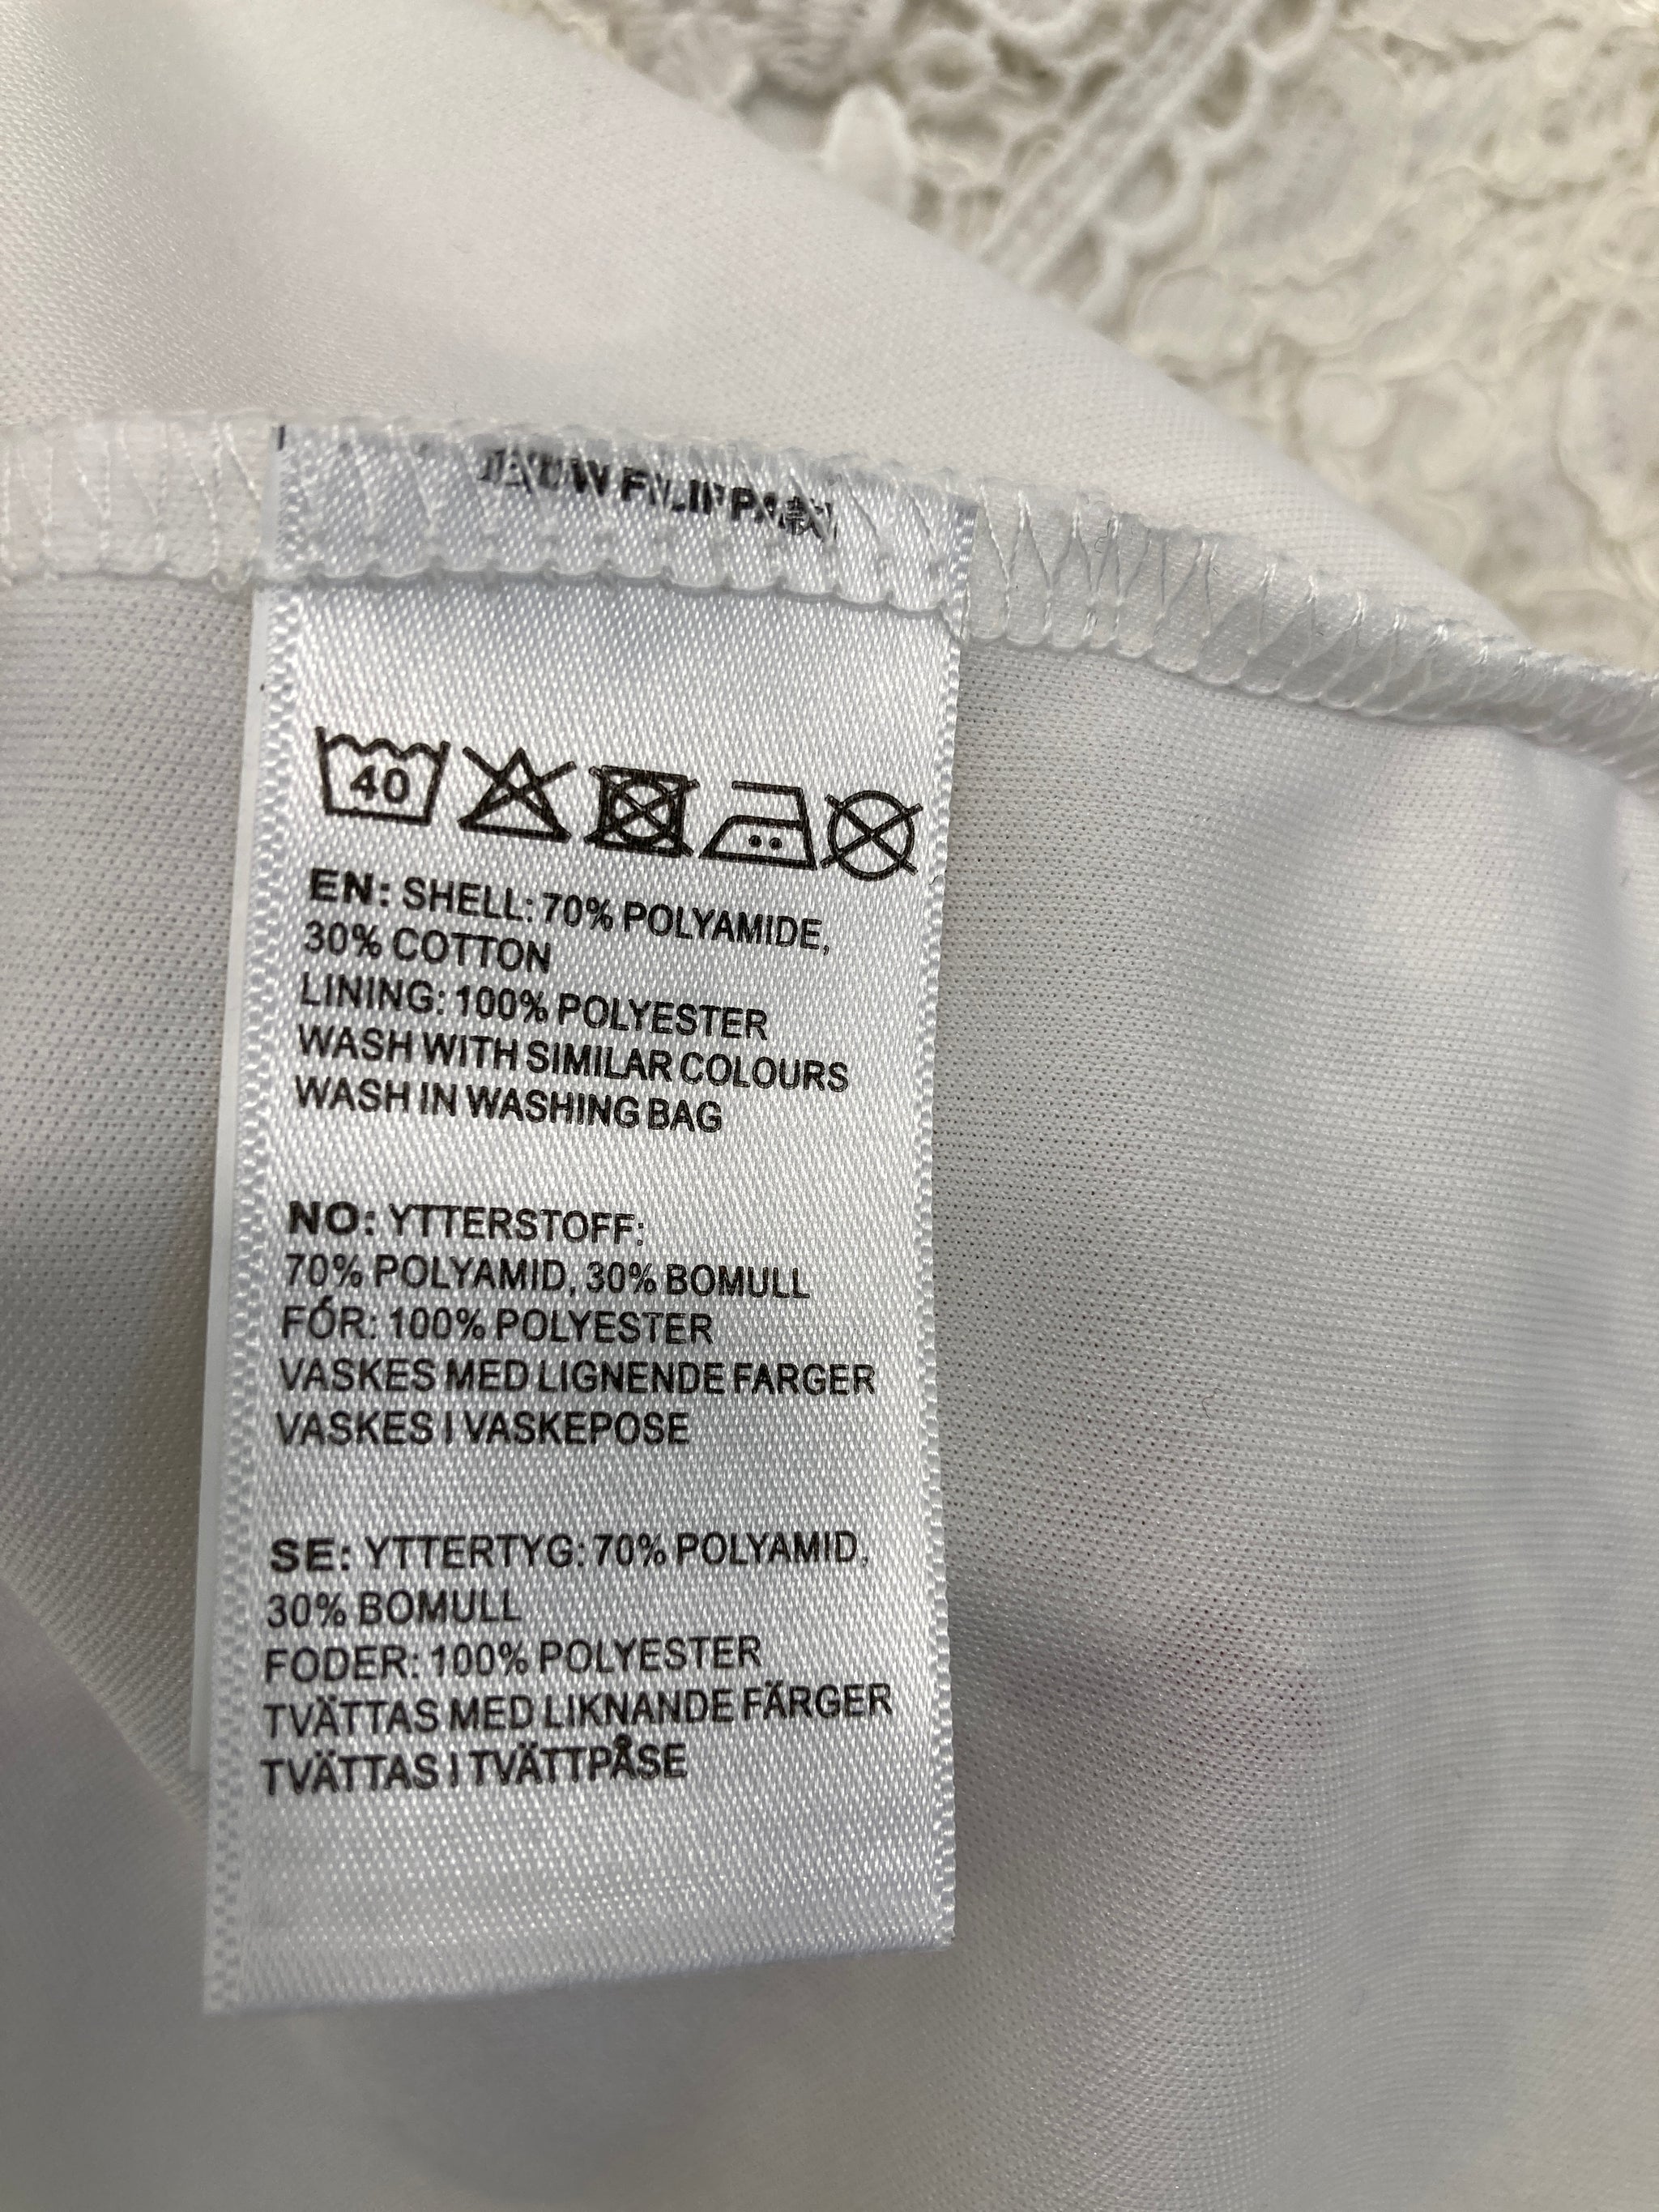 40
EN: SHELL: 70% POLYAMIDE,
30% COTTON
LINING: 100% POLYESTER
WASH WITH SIMILAR COLOURS
WASH IN WASHING BAG
NO: YTTERSTOFF:
70% POLYAMID, 30% BOMULL
FÓR: 100% POLYESTER
VASKES MED LIGNENDE FARGER
VASKES I VASKEPOSE
SE: YTTERTYG: 70% POLYAMID,
30% BOMULL
FODER: 100% POLYESTER
TVÄTTAS MED LIKNANDE FÄRGER
TVÄTTAS I TVÄTTPÅSE